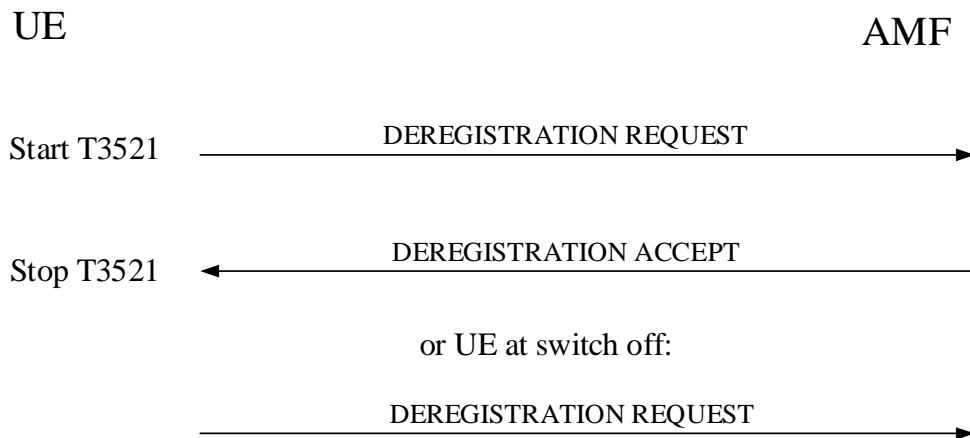 UE
AMF
Start T3521
DEREGISTRATION REQUEST
Stop T3521
DEREGISTRATION ACCEPT
or UE at switch off:
DEREGISTRATION REQUEST